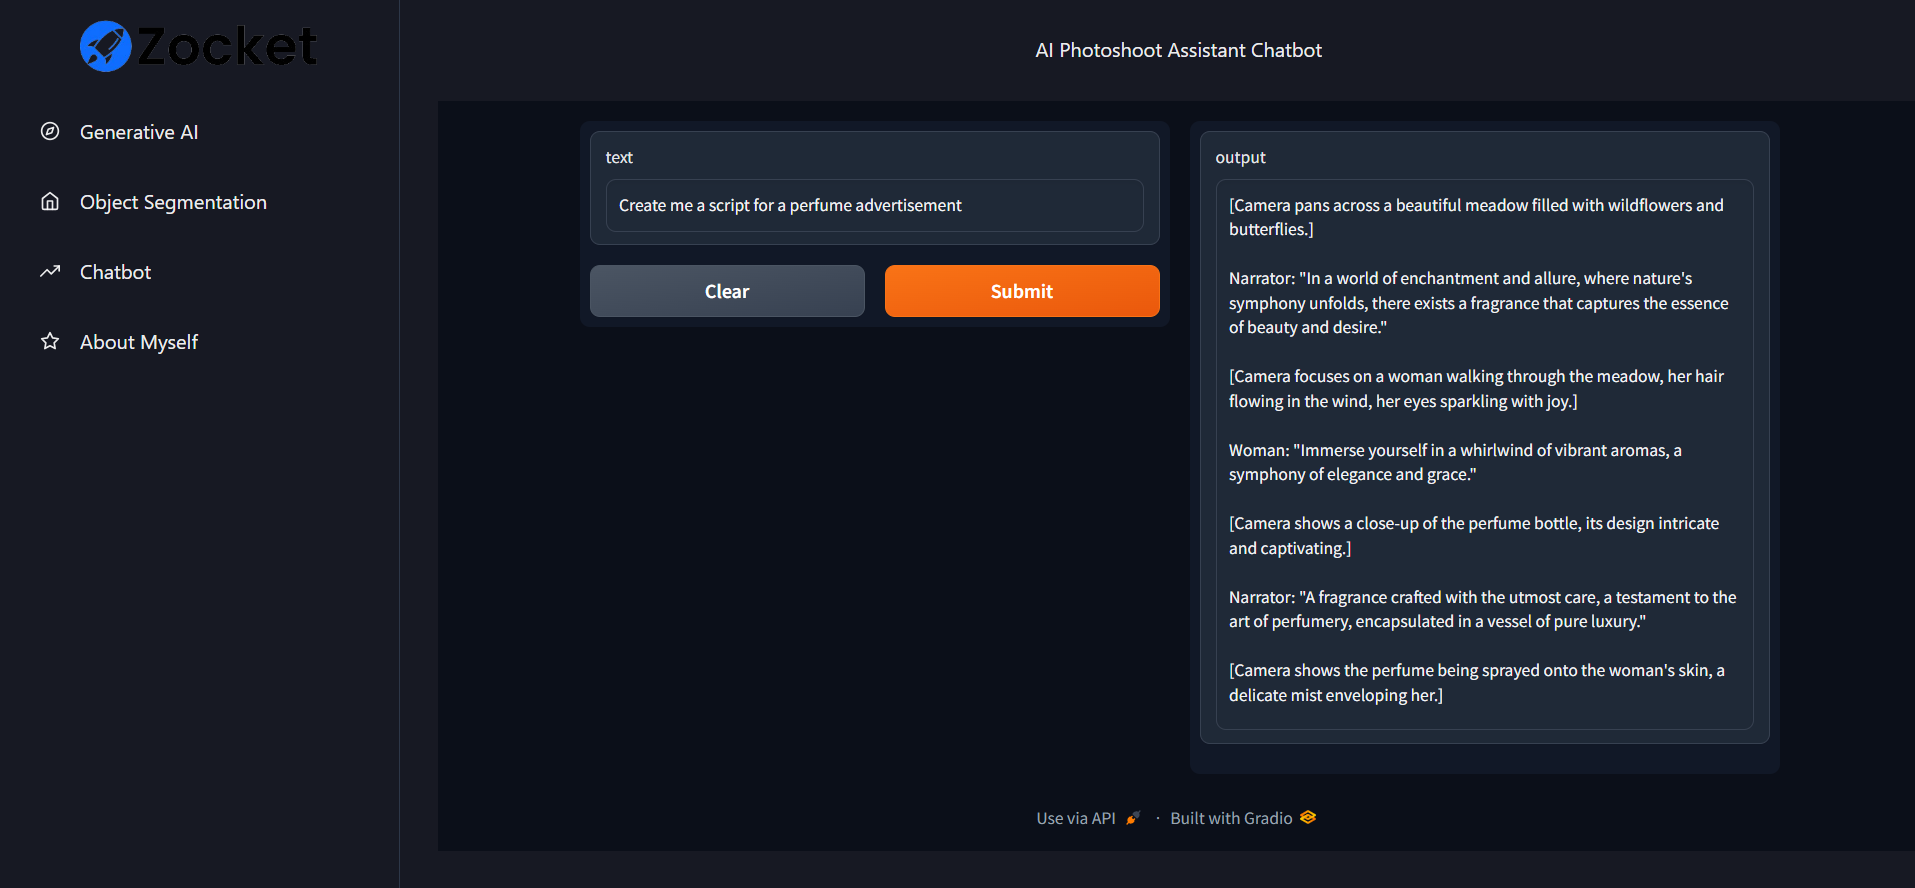 Zocket
AI Photoshoot Assistant Chatbot
Generative AI
Object Segmentation
Chatbot
About Myself
text
Create me a script for a perfume advertisement
Clear
Submit
output
[Camera pans across a beautiful meadow filled with wildflowers and
butterflies.]
Narrator: "In a world of enchantment and allure, where nature's
symphony unfolds, there exists a fragrance that captures the essence
of beauty and desire."
[Camera focuses on a woman walking through the meadow, her hair
flowing in the wind, her eyes sparkling with joy.]
Woman: "Immerse yourself in a whirlwind of vibrant aromas, a
symphony of elegance and grace."
[Camera shows a close-up of the perfume bottle, its design intricate
and captivating.]
Narrator: "A fragrance crafted with the utmost care, a testament to the
art of perfumery, encapsulated in a vessel of pure luxury."
[Camera shows the perfume being sprayed onto the woman's skin, a
delicate mist enveloping her.]
Use via API · Built with Gradio